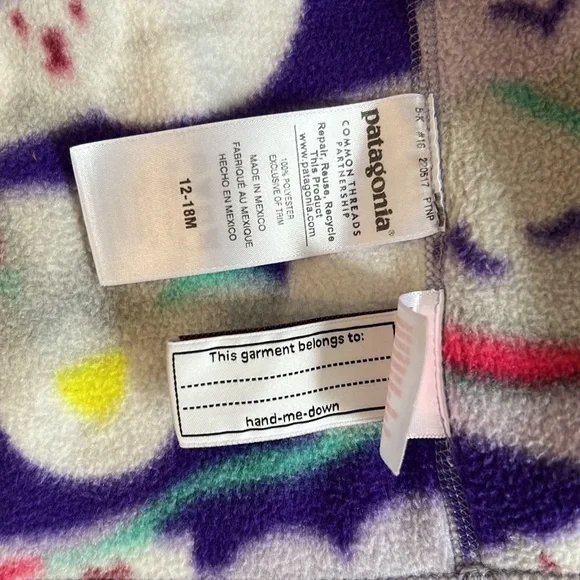 patagonia®
COMMON THREADS
PARTNERSHIP
Repair, Reuse, Recycle
This Product
www.patagonia.com
100% POLYESTER
EXCLUSIVE OF TRIM
MADE IN MEXICO
FABRIQUÉ AU MEXIQUE
HECHO EN MEXICO
12-18M
This garment belongs to:
hand-me-down